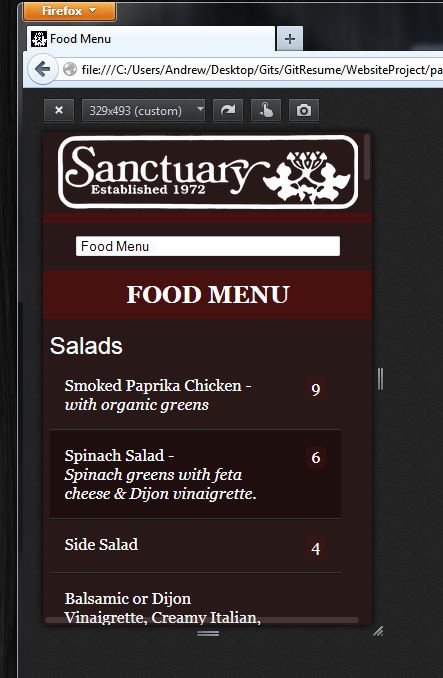 Firefox
Food Menu
file:///C:/Users/Andrew/Desktop/Gits/GitResume/WebsiteProject/pa
329x493 (custom)
Sanctuary
Established 1972
Food Menu
FOOD MENU
Salads
Smoked Paprika Chicken - 9
with organic greens
Spinach Salad - 6
Spinach greens with feta
cheese & Dijon vinaigrette.
Side Salad 4
Balsamic or Dijon
Vinaigrette, Creamy Italian,